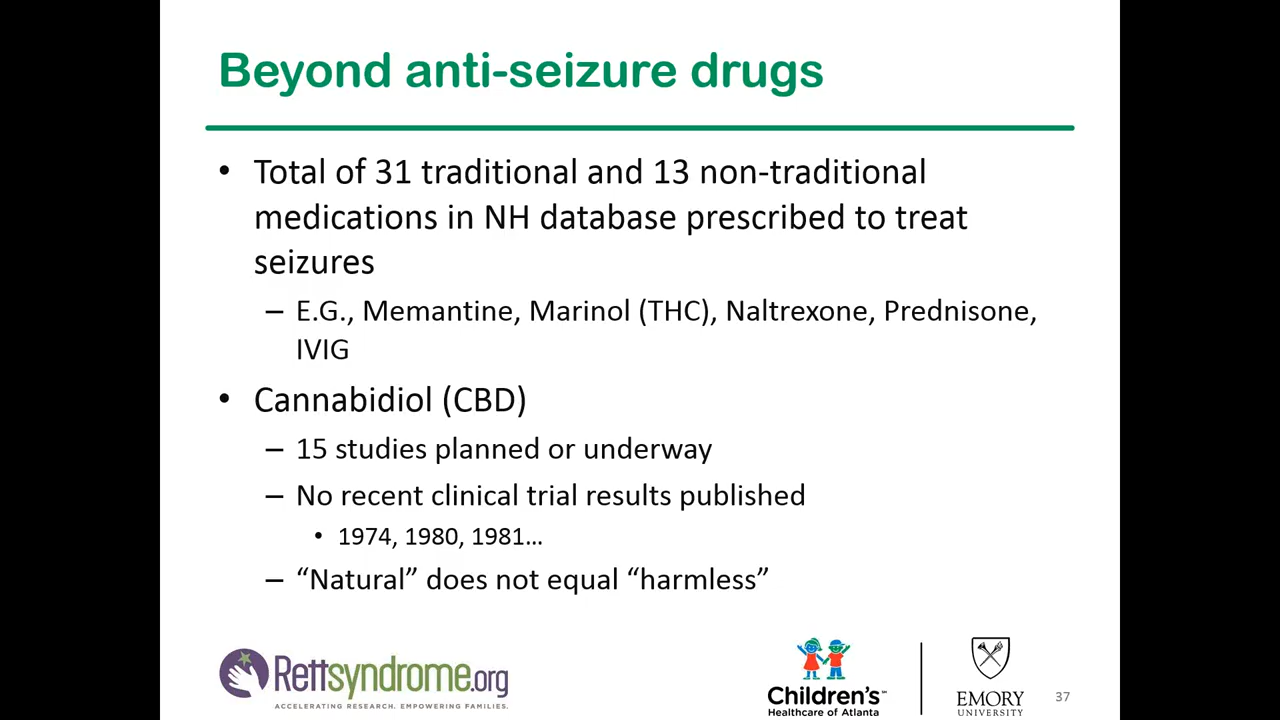 Beyond anti-seizure drugs
• Total of 31 traditional and 13 non-traditional
medications in NH database prescribed to treat
seizures
– E.G., Memantine, Marinol (THC), Naltrexone, Prednisone,
IVIG
• Cannabidiol (CBD)
– 15 studies planned or underway
– No recent clinical trial results published
• 1974, 1980, 1981...
– “Natural” does not equal “harmless”
Rettsyndrome.org
ACCELERATING RESEARCH. EMPOWERING FAMILIES.
Children's™
Healthcare of Atlanta
EMORY
UNIVERSITY
37